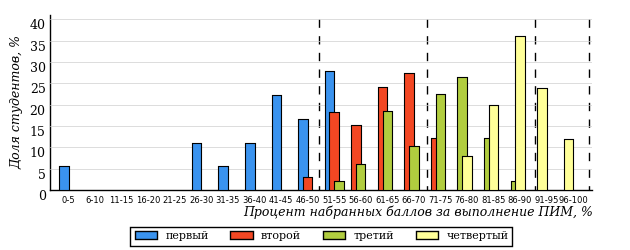 Доля студентов, %
40
35
30
25
20
15
10
5
0
0-5 6-10 11-15 16-20 21-25 26-30 31-35 36-40 41-45 46-50 51-55 56-60 61-65 66-70 71-75 76-80 81-85 86-90 91-95 96-100
Процент набранных баллов за выполнение ПИМ, %
первый второй третий четвертый